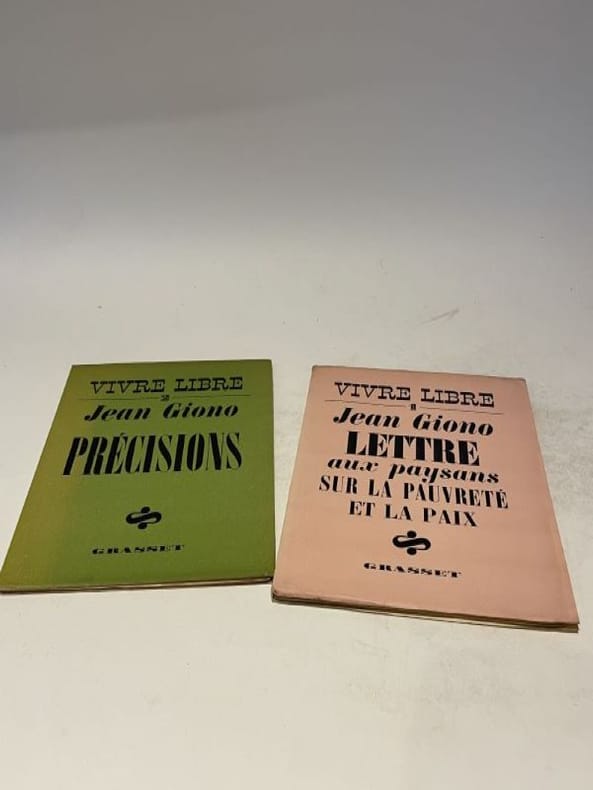 VIVRE LIBRE
2
Jean Giono
PRÉCISIONS
GRASSET
VIVRE LIBRE
1
Jean Giono
LETTRE
aux paysans
SUR LA PAUVRETÉ
ET LA PAIX
GRASSET